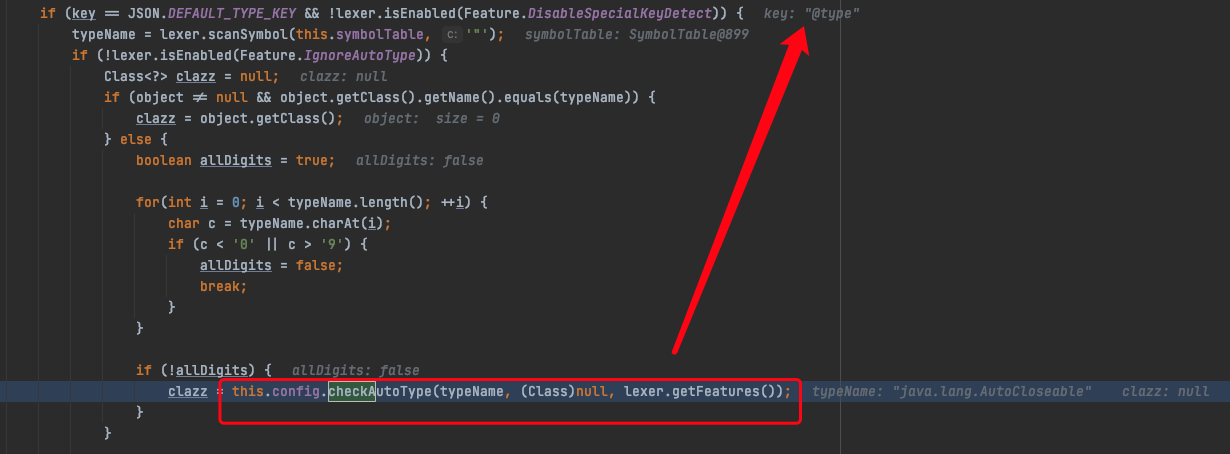 if (key == JSON.DEFAULT_TYPE_KEY && !lexer.isEnabled(Feature.DisableSpecialKeyDetect)) { key: "@type"
typeName = lexer.scanSymbol(this.symbolTable, c: '"'); symbolTable: SymbolTable@899
if (!lexer.isEnabled(Feature.IgnoreAutoType)) {
Class<?> clazz = null; clazz: null
if (object != null && object.getClass().getName().equals(typeName)) {
clazz = object.getClass(); object: size = 0
} else {
boolean allDigits = true; allDigits: false
for(int i = 0; i < typeName.length(); ++i) {
char c = typeName.charAt(i);
if (c < '0' || c > '9') {
allDigits = false;
break;
}
}
if (!allDigits) { allDigits: false
clazz = this.config.checkAutoType(typeName, (Class)null, lexer.getFeatures()); typeName: "java.lang.AutoCloseable" clazz: null
}
}